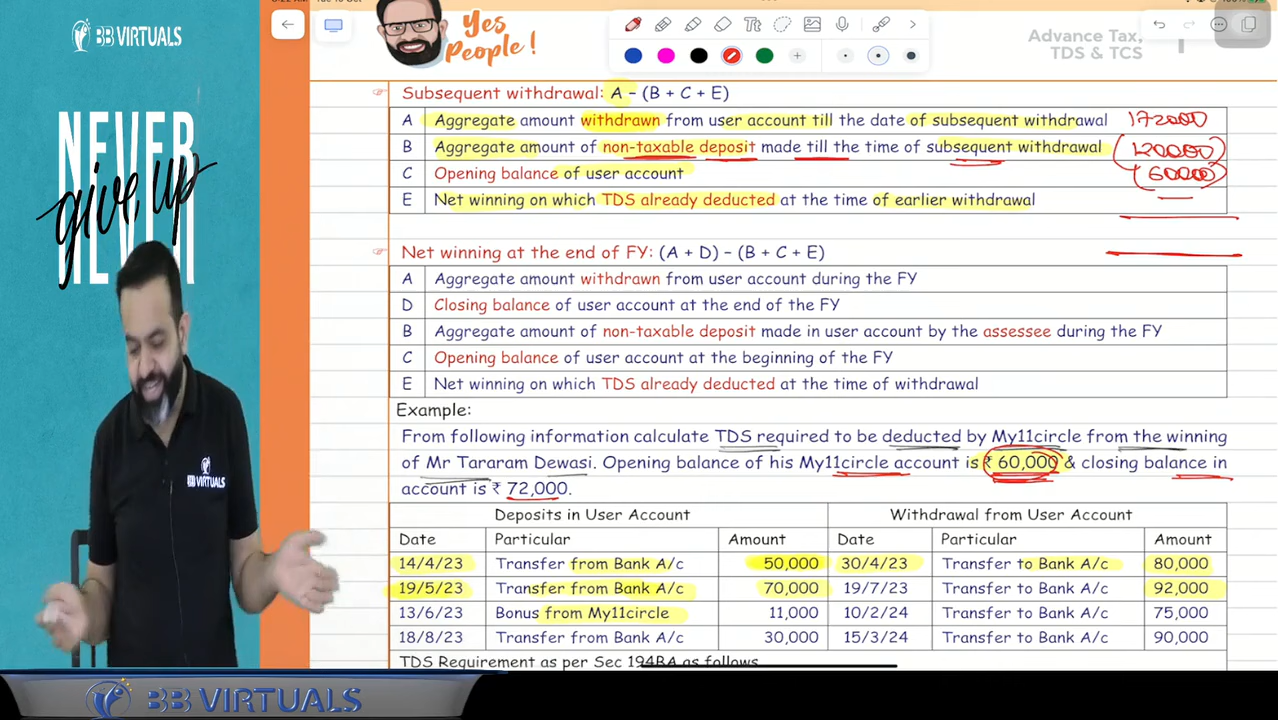 BB VIRTUALS
Yes
People!
Advance Tax,
TDS & TCS
NEVER
give up
NEVER
Subsequent withdrawal: A – (B + C + E)
A Aggregate amount withdrawn from user account till the date of subsequent withdrawal 172000
B Aggregate amount of non-taxable deposit made till the time of subsequent withdrawal (120000)
C Opening balance of user account (60000)
E Net winning on which TDS already deducted at the time of earlier withdrawal
Net winning at the end of FY: (A + D) – (B + C + E)
A Aggregate amount withdrawn from user account during the FY
D Closing balance of user account at the end of the FY
B Aggregate amount of non-taxable deposit made in user account by the assessee during the FY
C Opening balance of user account at the beginning of the FY
E Net winning on which TDS already deducted at the time of withdrawal
Example:
From following information calculate TDS required to be deducted by My11circle from the winning
of Mr Tararam Dewasi. Opening balance of his My11circle account is ₹ 60,000 & closing balance in
account is ₹ 72,000.
Deposits in User Account Withdrawal from User Account
Date Particular Amount Date Particular Amount
14/4/23 Transfer from Bank A/c 50,000 30/4/23 Transfer to Bank A/c 80,000
19/5/23 Transfer from Bank A/c 70,000 19/7/23 Transfer to Bank A/c 92,000
13/6/23 Bonus from My11circle 11,000 10/2/24 Transfer to Bank A/c 75,000
18/8/23 Transfer from Bank A/c 30,000 15/3/24 Transfer to Bank A/c 90,000
TDS Requirement as per Sec 194BA as follows
BB VIRTUALS
BB VIRTUALS